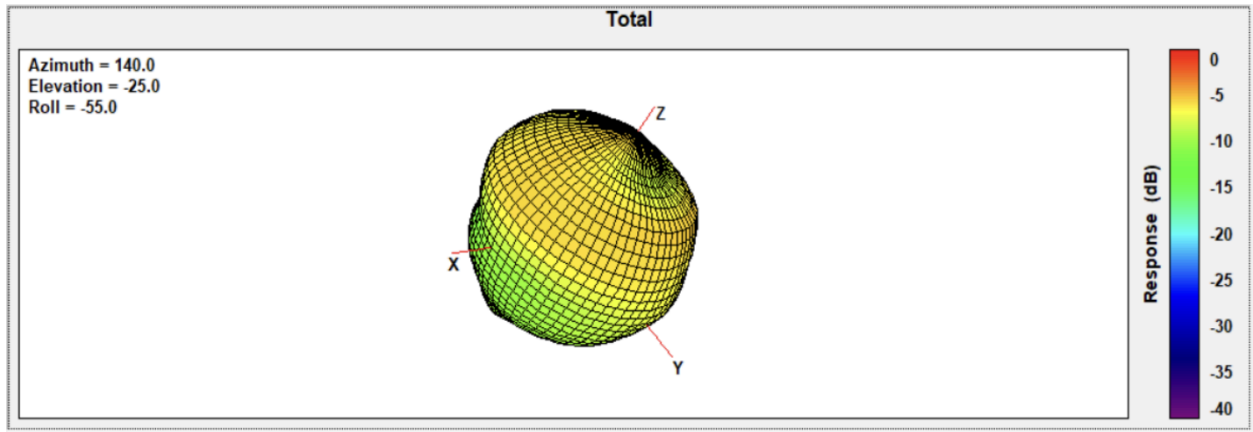 Total
Azimuth = 140.0
Elevation = -25.0
Roll = -55.0
Z
X
Y
Response (dB)
0
-5
-10
-15
-20
-25
-30
-35
-40